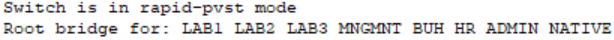 Switch is in rapid-pvst mode
Root bridge for: LAB1 LAB2 LAB3 MNGMNT BUH HR ADMIN NATIVE